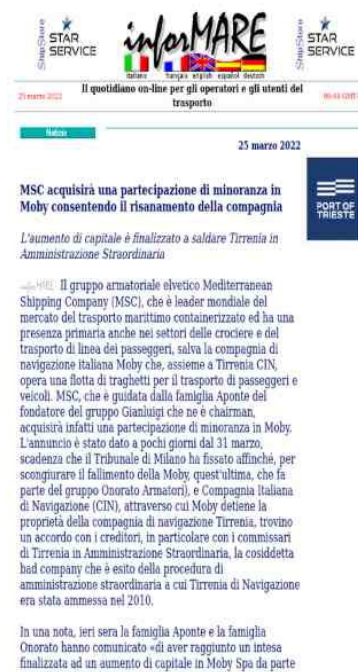 ShipStore
STAR
SERVICE
inforMARE
ShipStore
STAR
SERVICE
italiano français english español deutsch
25 marzo 2022
Il quotidiano on-line per gli operatori e gli utenti del
trasporto
Notizie
25 marzo 2022
PORT OF
TRIESTE
MSC acquisirà una partecipazione di minoranza in
Moby consentendo il risanamento della compagnia
L'aumento di capitale è finalizzato a saldare Tirrenia in
Amministrazione Straordinaria
inforMARE Il gruppo armatoriale elvetico Mediterranean
Shipping Company (MSC), che è leader mondiale del
mercato del trasporto marittimo containerizzato ed ha una
presenza primaria anche nei settori delle crociere e del
trasporto di linea dei passeggeri, salva la compagnia di
navigazione italiana Moby che, assieme a Tirrenia CIN,
opera una flotta di traghetti per il trasporto di passeggeri e
veicoli. MSC, che è guidata dalla famiglia Aponte del
fondatore del gruppo Gianluigi che ne è chairman,
acquisirà infatti una partecipazione di minoranza in Moby.
L'annuncio è stato dato a pochi giorni dal 31 marzo,
scadenza che il Tribunale di Milano ha fissato affinché, per
scongiurare il fallimento della Moby, quest'ultima, che fa
parte del gruppo Onorato Armatori), e Compagnia Italiana
di Navigazione (CIN), attraverso cui Moby detiene la
proprietà della compagnia di navigazione Tirrenia, trovino
un accordo con i creditori, in particolare con i commissari
di Tirrenia in Amministrazione Straordinaria, la cosiddetta
bad company che è esito della procedura di
amministrazione straordinaria a cui Tirrenia di Navigazione
era stata ammessa nel 2010.
In una nota, ieri sera la famiglia Aponte e la famiglia
Onorato hanno comunicato «di aver raggiunto un intesa
finalizzata ad un aumento di capitale in Moby Spa da parte